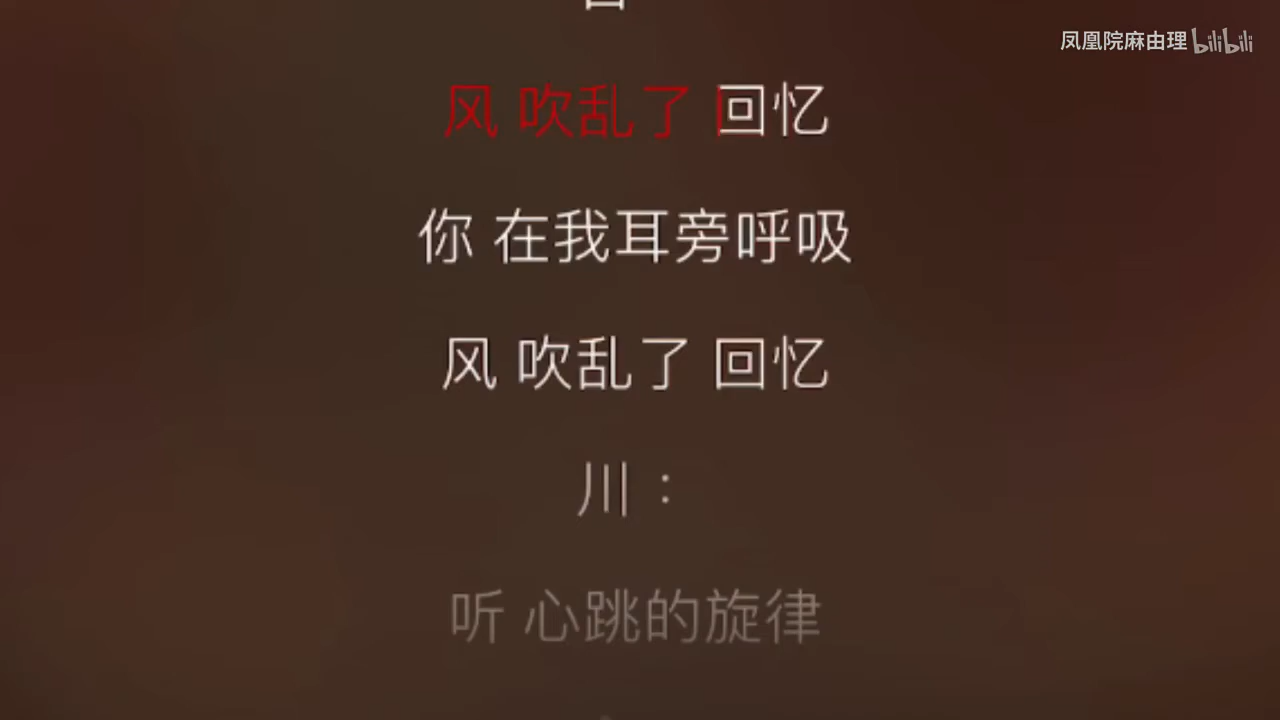 凤凰院麻由理 bilibili
风 吹乱了 回忆
你 在我耳旁呼吸
风 吹乱了 回忆
川：
听 心跳的旋律